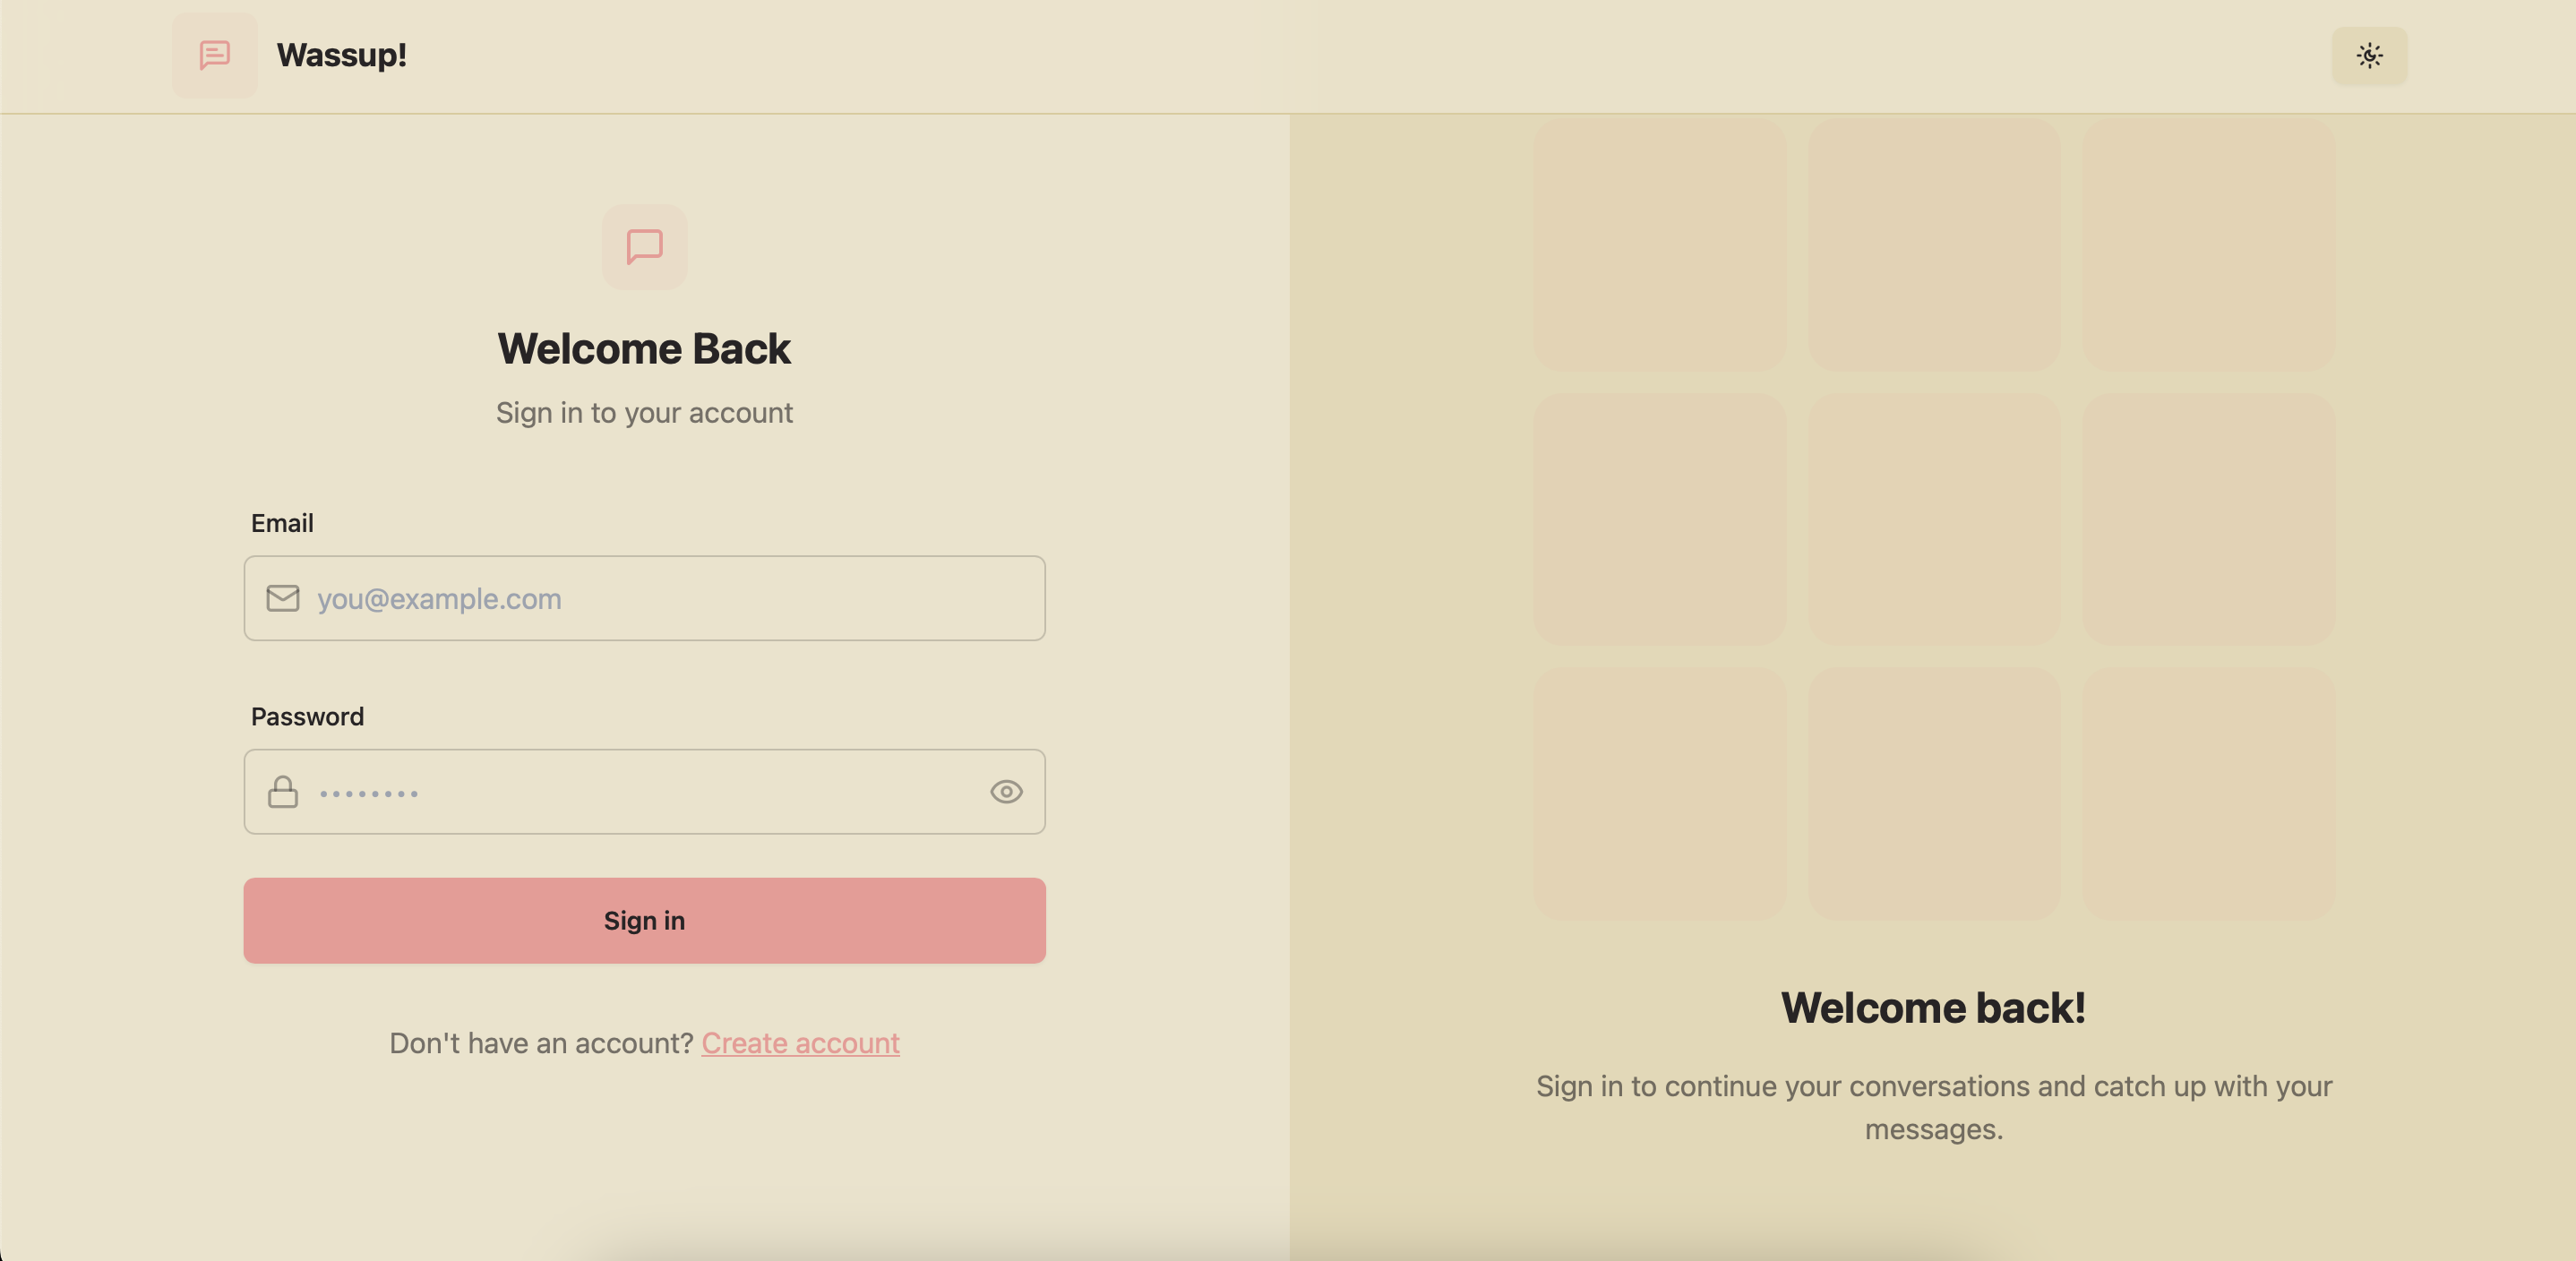 Wassup!
Welcome Back
Sign in to your account
Email
you@example.com
Password
••••••••
Sign in
Don't have an account? Create account
Welcome back!
Sign in to continue your conversations and catch up with your
messages.